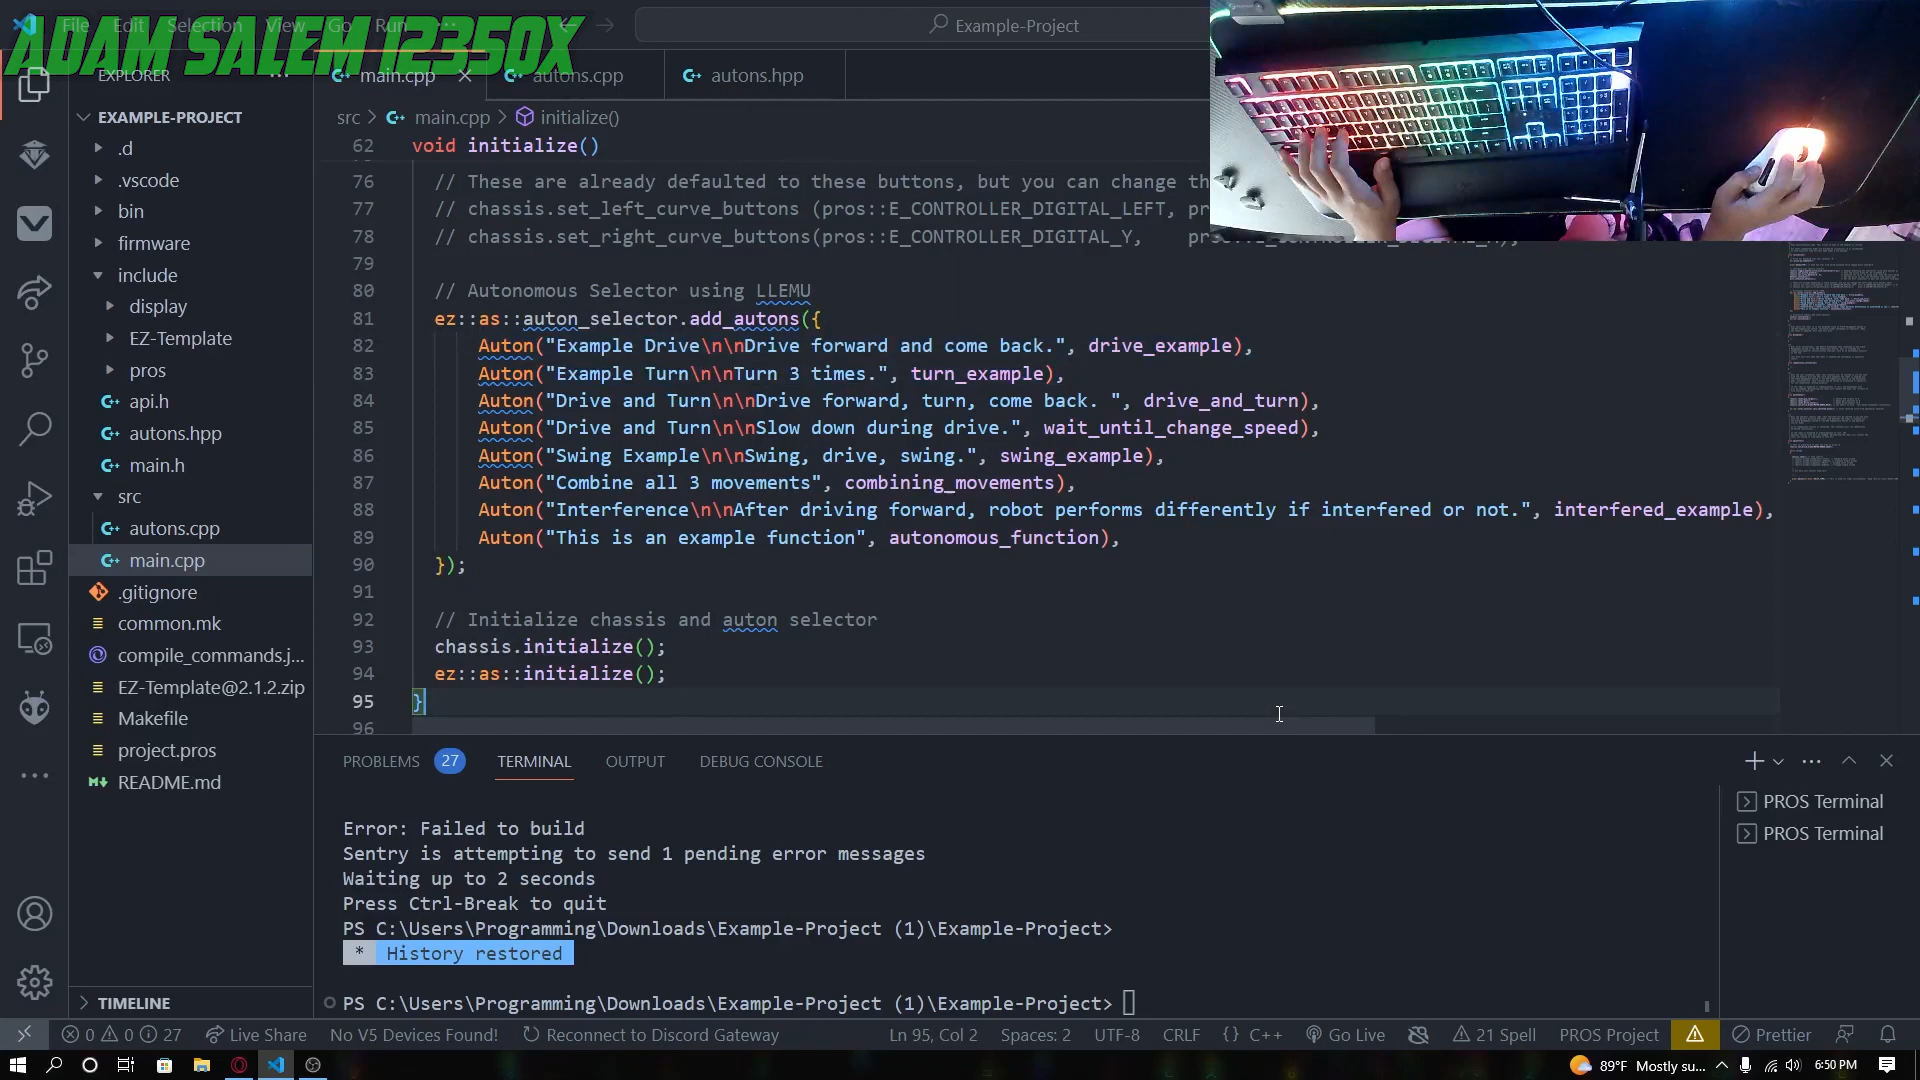 ADAM SALEM 12350X
File Edit Selection View Go Run
Example-Project
EXPLORER
main.cpp
autons.cpp
autons.hpp
EXAMPLE-PROJECT
.d
.vscode
bin
firmware
include
display
EZ-Template
pros
api.h
autons.hpp
main.h
src
autons.cpp
main.cpp
.gitignore
common.mk
compile_commands.j...
EZ-Template@2.1.2.zip
Makefile
project.pros
README.md
TIMELINE
src > main.cpp > initialize()
62 void initialize()
76 // These are already defaulted to these buttons, but you can change th
77 // chassis.set_left_curve_buttons (pros::E_CONTROLLER_DIGITAL_LEFT, pr
78 // chassis.set_right_curve_buttons(pros::E_CONTROLLER_DIGITAL_Y,
79
80 // Autonomous Selector using LLEMU
81 ez::as::auton_selector.add_autons({
82 Auton("Example Drive\n\nDrive forward and come back.", drive_example),
83 Auton("Example Turn\n\nTurn 3 times.", turn_example),
84 Auton("Drive and Turn\n\nDrive forward, turn, come back. ", drive_and_turn),
85 Auton("Drive and Turn\n\nSlow down during drive.", wait_until_change_speed),
86 Auton("Swing Example\n\nSwing, drive, swing.", swing_example),
87 Auton("Combine all 3 movements", combining_movements),
88 Auton("Interference\n\nAfter driving forward, robot performs differently if interfered or not.", interfered_example),
89 Auton("This is an example function", autonomous_function),
90 });
91
92 // Initialize chassis and auton selector
93 chassis.initialize();
94 ez::as::initialize();
95 }
96
PROBLEMS 27 TERMINAL OUTPUT DEBUG CONSOLE
Error: Failed to build
Sentry is attempting to send 1 pending error messages
Waiting up to 2 seconds
Press Ctrl-Break to quit
PS C:\Users\Programming\Downloads\Example-Project (1)\Example-Project>
* History restored
PS C:\Users\Programming\Downloads\Example-Project (1)\Example-Project>
PROS Terminal
PROS Terminal
0 0 27 Live Share No V5 Devices Found! Reconnect to Discord Gateway Ln 95, Col 2 Spaces: 2 UTF-8 CRLF {} C++ Go Live 21 Spell PROS Project Prettier
89°F Mostly su... 6:50 PM